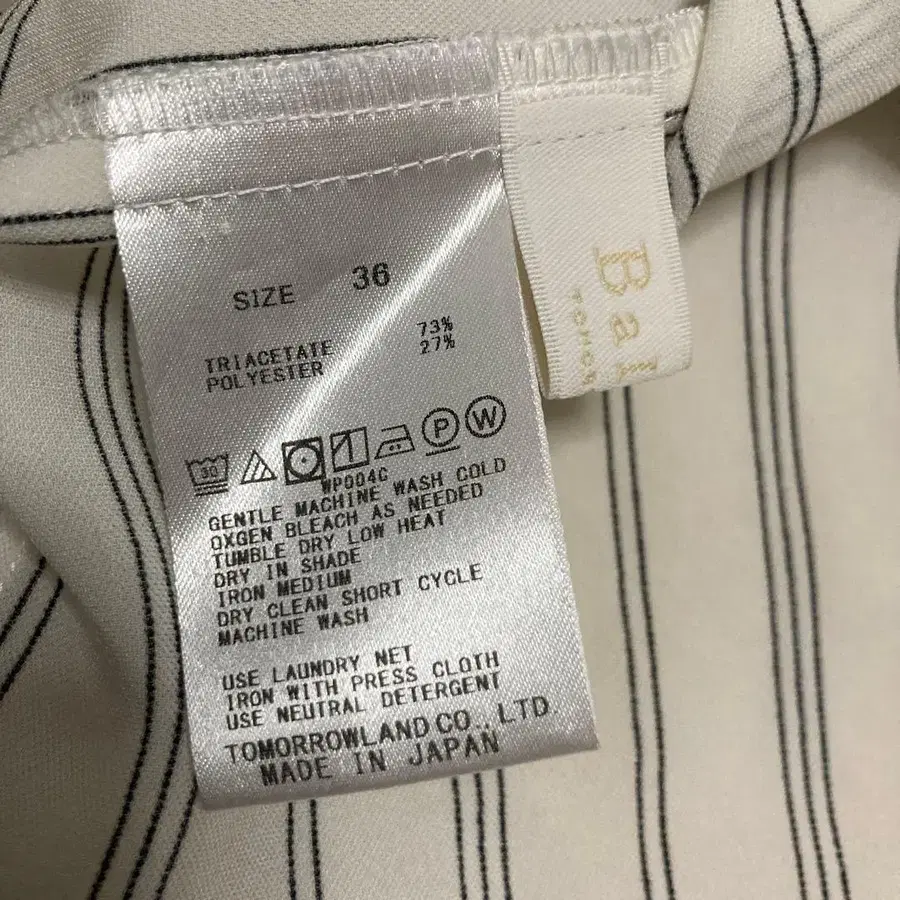 SIZE 36
TRIACETATE 73%
POLYESTER 27%
30 P W
WP004C
GENTLE MACHINE WASH COLD
OXGEN BLEACH AS NEEDED
TUMBLE DRY LOW HEAT
DRY IN SHADE
IRON MEDIUM
DRY CLEAN SHORT CYCLE
MACHINE WASH
USE LAUNDRY NET
IRON WITH PRESS CLOTH
USE NEUTRAL DETERGENT
TOMORROWLAND CO., LTD.
MADE IN JAPAN